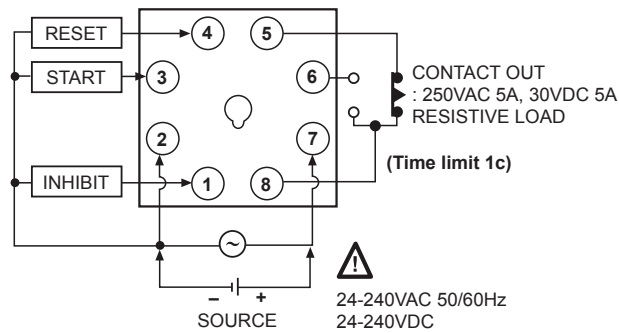 RESET
4
5
START
3
6
CONTACT OUT
: 250VAC 5A, 30VDC 5A
RESISTIVE LOAD
2
7
(Time limit 1c)
INHIBIT
1
8
~
− +
SOURCE
!
24-240VAC 50/60Hz
24-240VDC